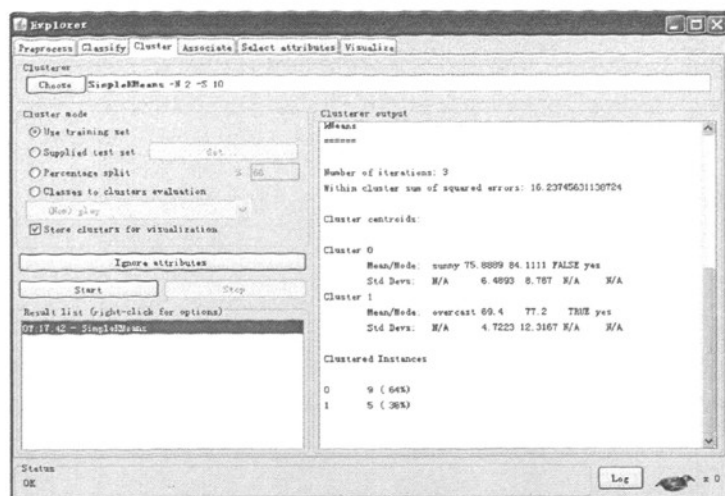 Explorer
Preprocess Classify Cluster Associate Select attributes Visualize
Clusterer
Choose SimpleKMeans -N 2 -S 10
Cluster mode
Use training set
Supplied test set Set...
Percentage split % 66
Classes to clusters evaluation
(Nom) play
Store clusters for visualization
Ignore attributes
Start Stop
Result list (right-click for options)
07:17:42 - SimpleKMeans
Clusterer output
kMeans
======
Number of iterations: 3
Within cluster sum of squared errors: 16.23745631138724
Cluster centroids:
Cluster 0
Mean/Mode: sunny 75.8889 84.1111 FALSE yes
Std Devs: N/A 6.4893 8.767 N/A N/A
Cluster 1
Mean/Mode: overcast 69.4 77.2 TRUE yes
Std Devs: N/A 4.7223 12.3167 N/A N/A
Clustered Instances
0 9 ( 64%)
1 5 ( 36%)
Status
OK
Log x 0